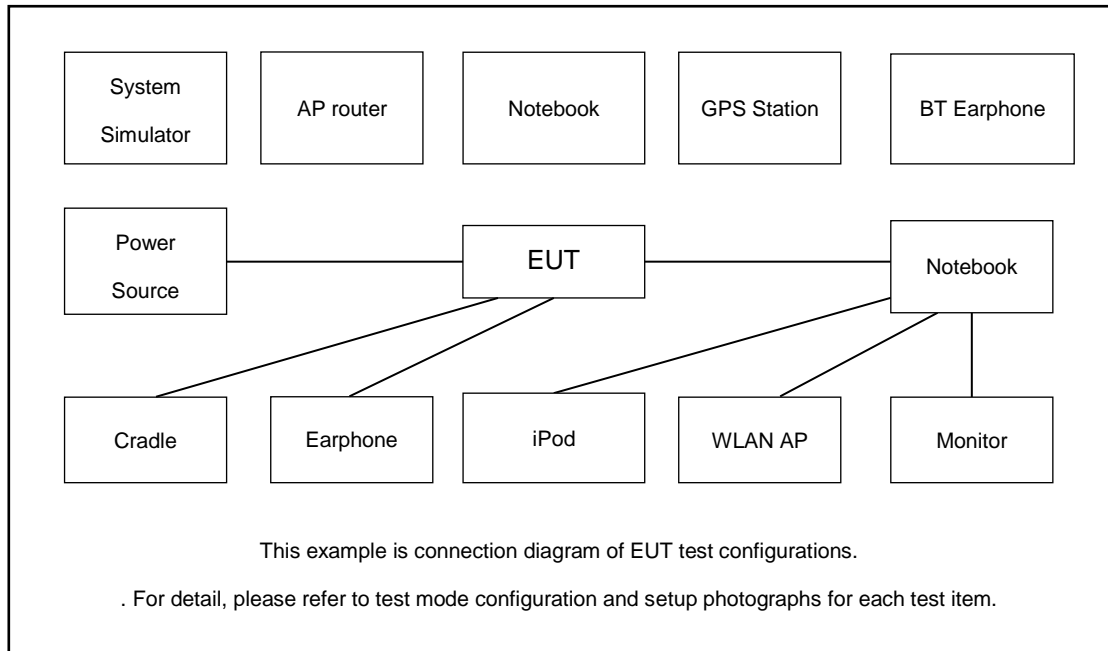 System
Simulator
AP router
Notebook
GPS Station
BT Earphone
Power
Source
EUT
Notebook
Cradle
Earphone
iPod
WLAN AP
Monitor
This example is connection diagram of EUT test configurations.
. For detail, please refer to test mode configuration and setup photographs for each test item.